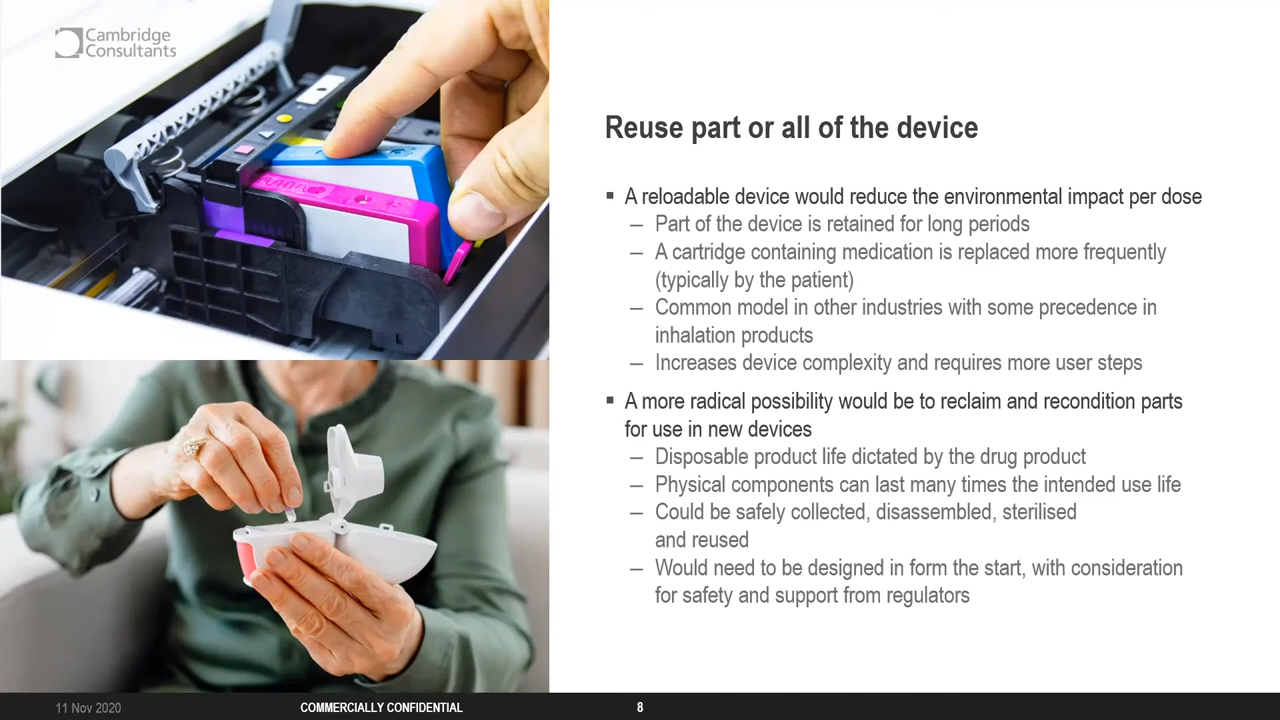 Cambridge
Consultants
Reuse part or all of the device
▪ A reloadable device would reduce the environmental impact per dose
– Part of the device is retained for long periods
– A cartridge containing medication is replaced more frequently
(typically by the patient)
– Common model in other industries with some precedence in
inhalation products
– Increases device complexity and requires more user steps
▪ A more radical possibility would be to reclaim and recondition parts
for use in new devices
– Disposable product life dictated by the drug product
– Physical components can last many times the intended use life
– Could be safely collected, disassembled, sterilised
and reused
– Would need to be designed in form the start, with consideration
for safety and support from regulators
11 Nov 2020
COMMERCIALLY CONFIDENTIAL
8